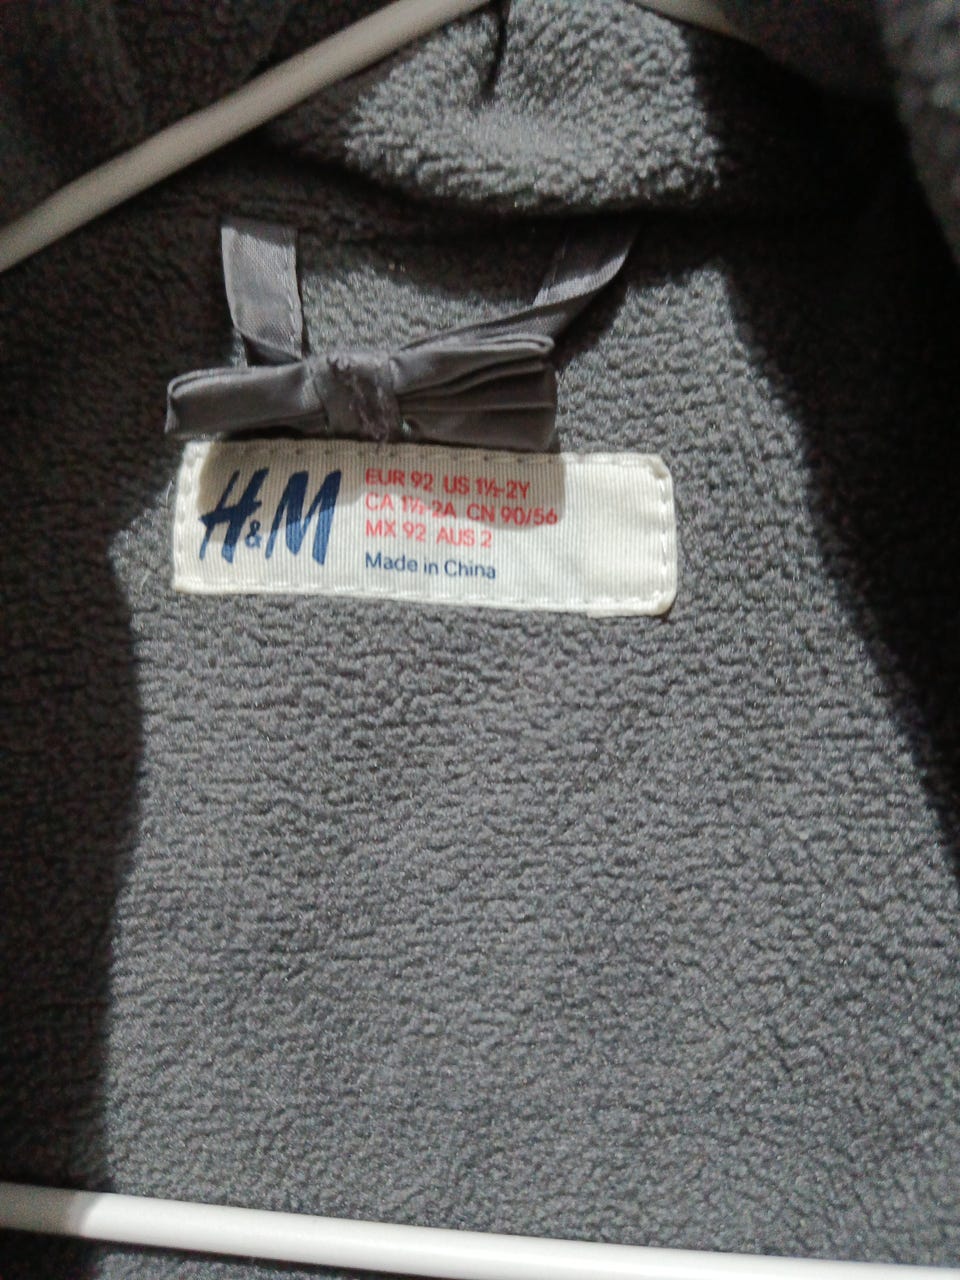 H&M
EUR 92 US 1½-2Y
CA 1½-2A CN 90/56
MX 92 AUS 2
Made in China